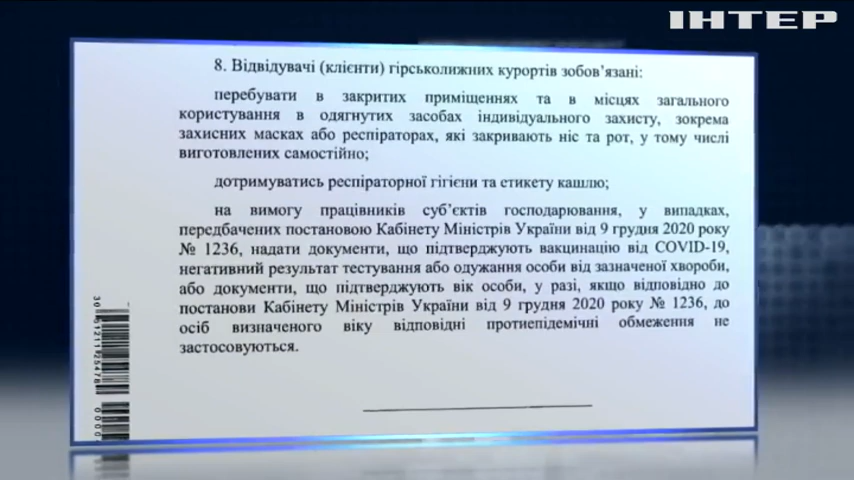 ІНТЕР
8. Відвідувачі (клієнти) гірськолижних курортів зобов’язані:
перебувати в закритих приміщеннях та в місцях загального
користування в одягнутих засобах індивідуального захисту, зокрема
захисних масках або респіраторах, які закривають ніс та рот, у тому числі
виготовлених самостійно;
дотримуватись респіраторної гігієни та етикету кашлю;
на вимогу працівників суб’єктів господарювання, у випадках,
передбачених постановою Кабінету Міністрів України від 9 грудня 2020 року
№ 1236, надати документи, що підтверджують вакцинацію від COVID-19,
негативний результат тестування або одужання особи від зазначеної хвороби,
або документи, що підтверджують вік особи, у разі, якщо відповідно до
постанови Кабінету Міністрів України від 9 грудня 2020 року № 1236, до
осіб визначеного віку відповідні протиепідемічні обмеження не
застосовуються.